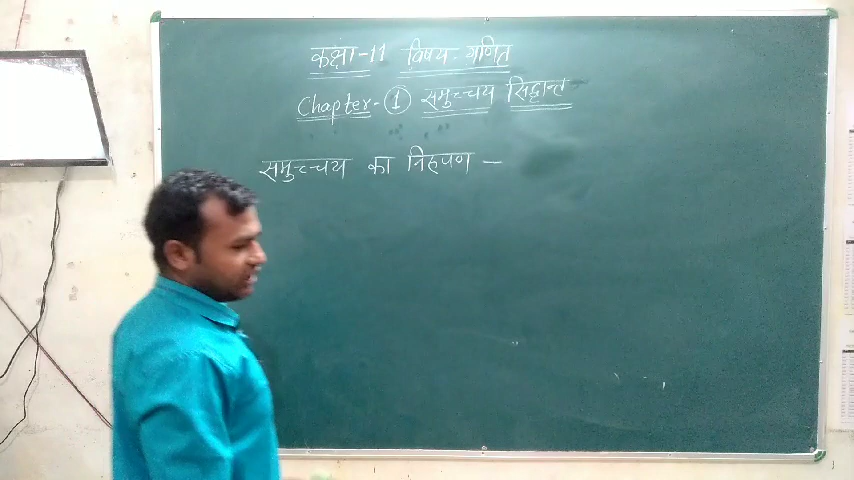 कक्षा-11 विषय- गणित
Chapter-① समुच्चय सिद्धान्त
समुच्चय का निरुपण —